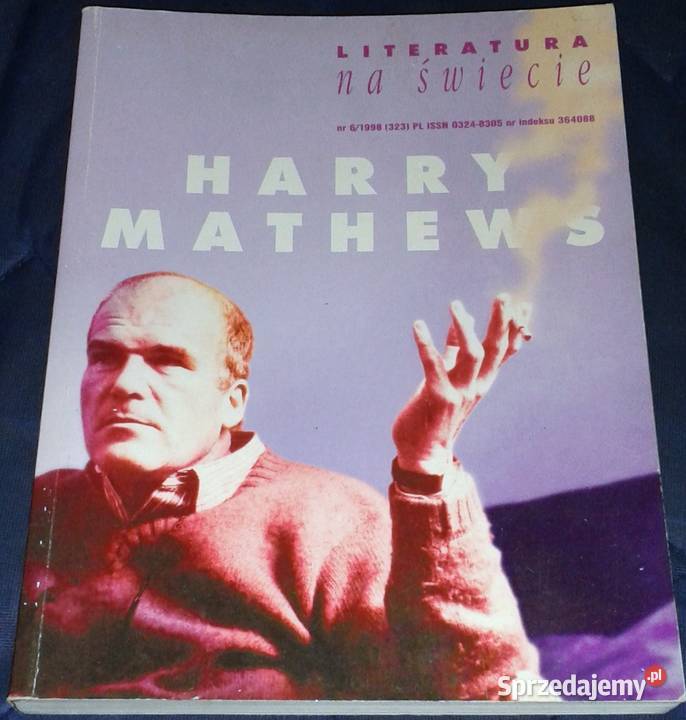 LITERATURA
na świecie
nr 6/1998 (323) PL ISSN 0324-8305 nr indeksu 364088
HARRY
MATHEWS
Sprzedajemy.pl